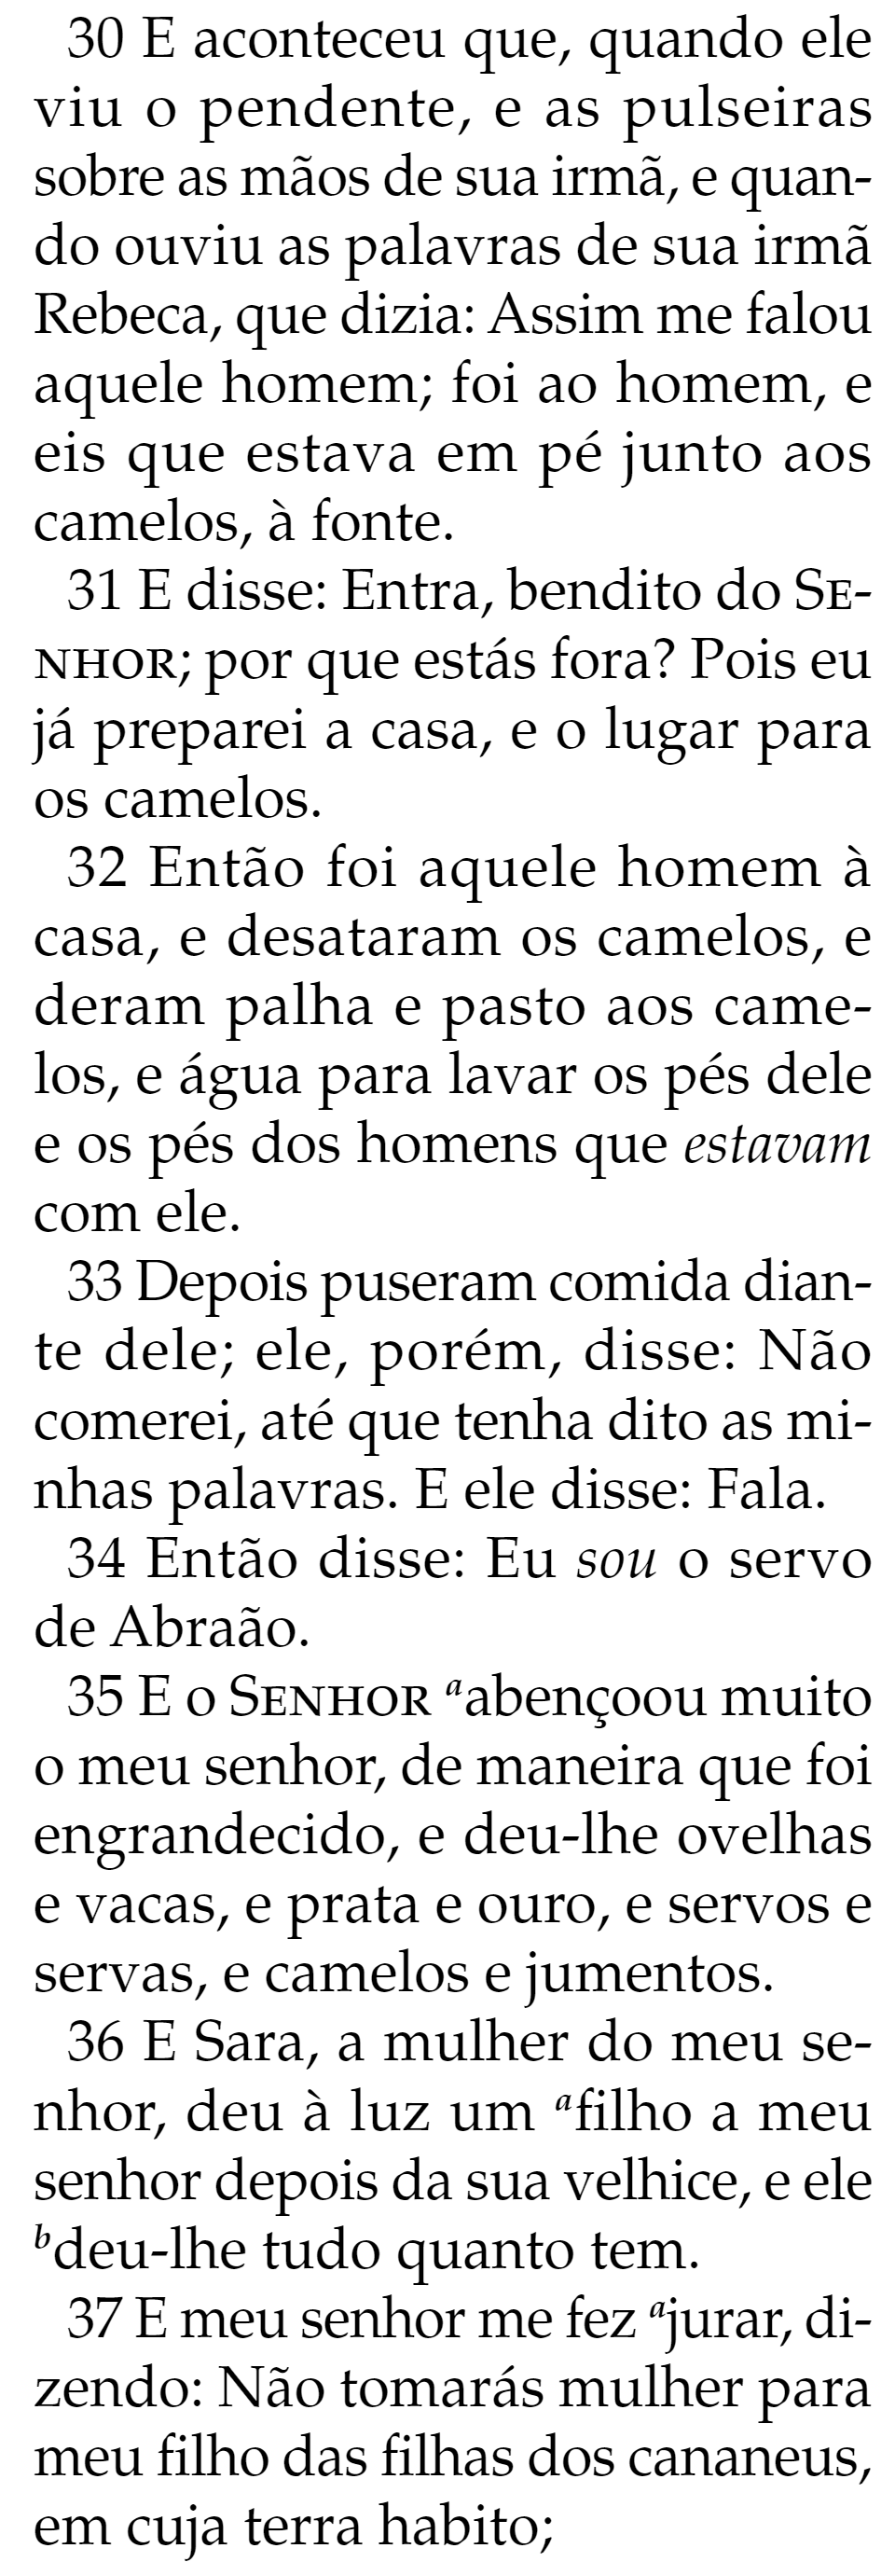 30 E aconteceu que, quando ele
viu o pendente, e as pulseiras
sobre as mãos de sua irmã, e quan-
do ouviu as palavras de sua irmã
Rebeca, que dizia: Assim me falou
aquele homem; foi ao homem, e
eis que estava em pé junto aos
camelos, à fonte.
31 E disse: Entra, bendito do SE-
NHOR; por que estás fora? Pois eu
já preparei a casa, e o lugar para
os camelos.
32 Então foi aquele homem à
casa, e desataram os camelos, e
deram palha e pasto aos came-
los, e água para lavar os pés dele
e os pés dos homens que estavam
com ele.
33 Depois puseram comida dian-
te dele; ele, porém, disse: Não
comerei, até que tenha dito as mi-
nhas palavras. E ele disse: Fala.
34 Então disse: Eu sou o servo
de Abraão.
35 E o SENHOR ᵃabençoou muito
o meu senhor, de maneira que foi
engrandecido, e deu-lhe ovelhas
e vacas, e prata e ouro, e servos e
servas, e camelos e jumentos.
36 E Sara, a mulher do meu se-
nhor, deu à luz um ᵃfilho a meu
senhor depois da sua velhice, e ele
ᵇdeu-lhe tudo quanto tem.
37 E meu senhor me fez ᵃjurar, di-
zendo: Não tomarás mulher para
meu filho das filhas dos cananeus,
em cuja terra habito;